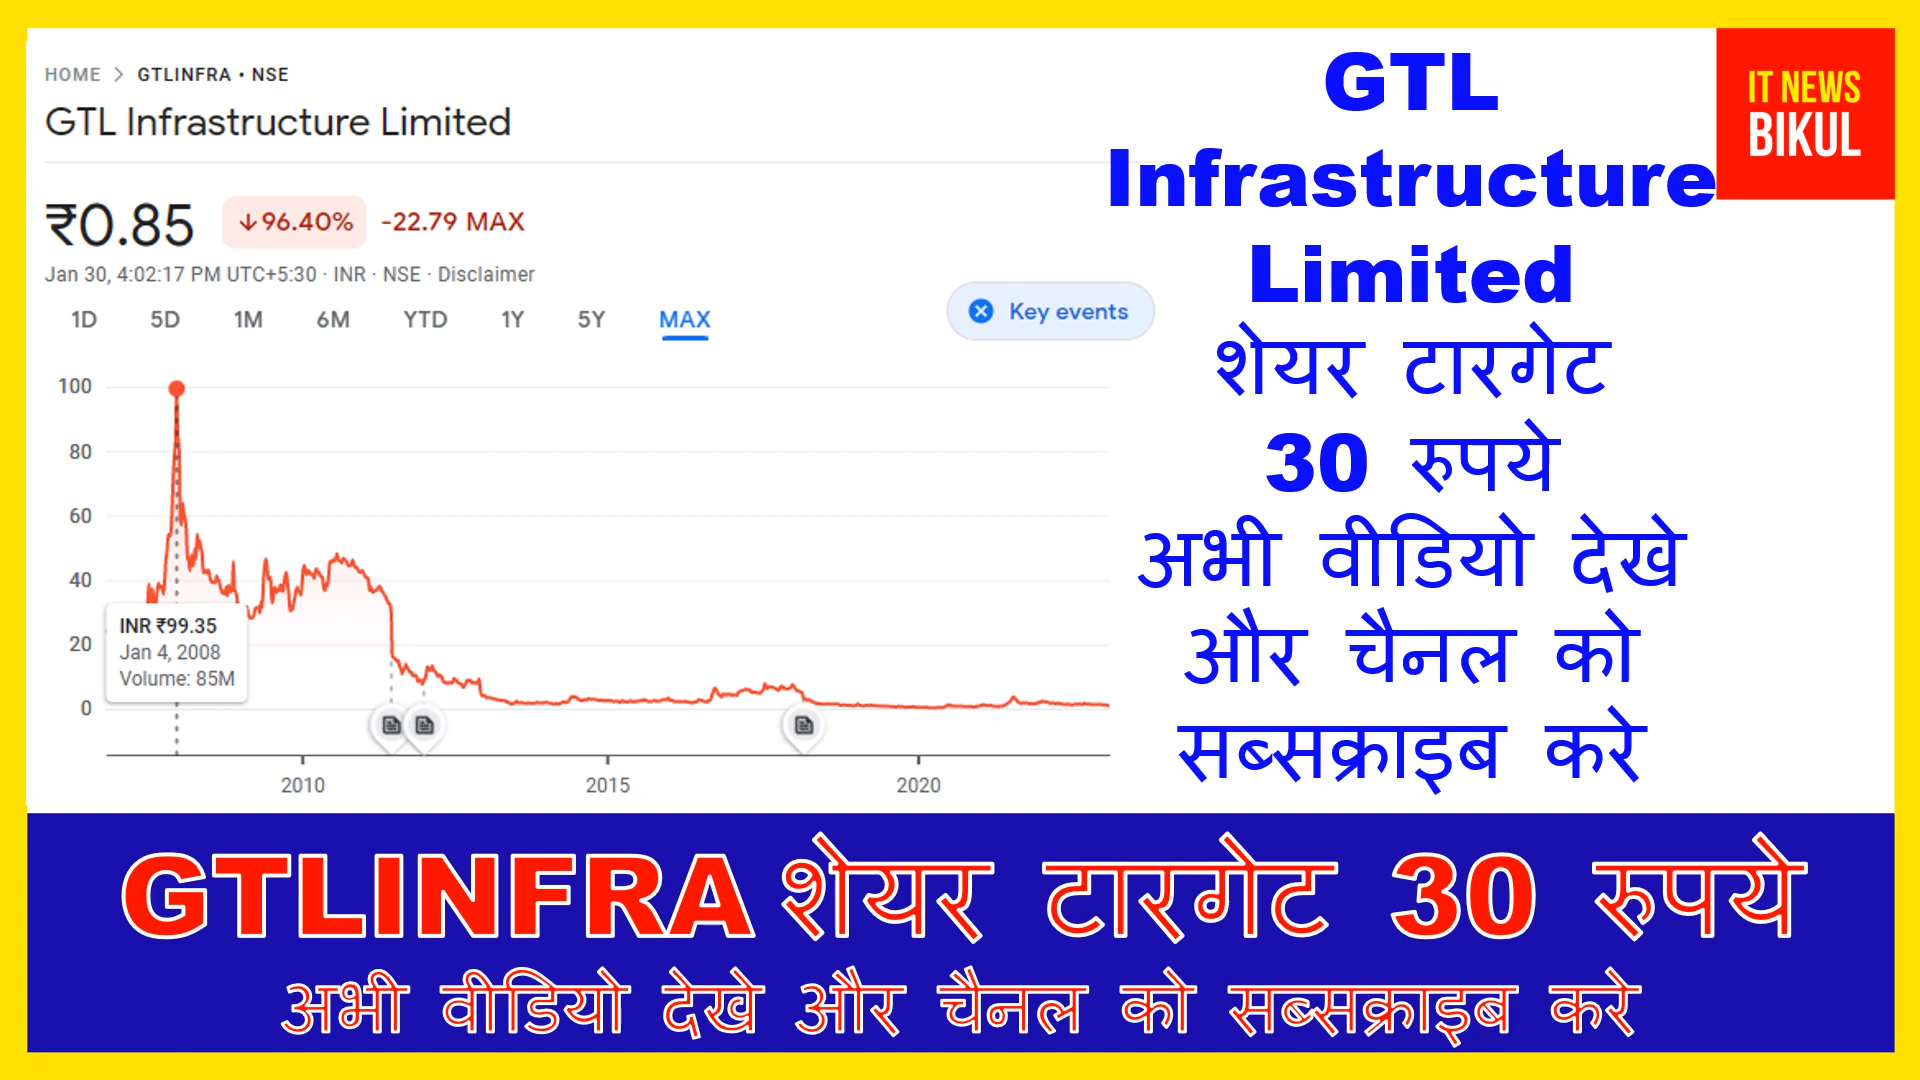 HOME > GTLINFRA • NSE
GTL Infrastructure Limited
₹0.85 ↓96.40% -22.79 MAX
Jan 30, 4:02:17 PM UTC+5:30 · INR · NSE · Disclaimer
1D 5D 1M 6M YTD 1Y 5Y MAX
Key events
100
80
60
40
20
0
INR ₹99.35
Jan 4, 2008
Volume: 85M
2010 2015 2020
GTL
Infrastructure
Limited
शेयर टारगेट
30 रुपये
अभी वीडियो देखे
और चैनल को
सब्सक्राइब करे
IT NEWS
BIKUL
GTLINFRA शेयर टारगेट 30 रुपये
अभी वीडियो देखे और चैनल को सब्सक्राइब करे